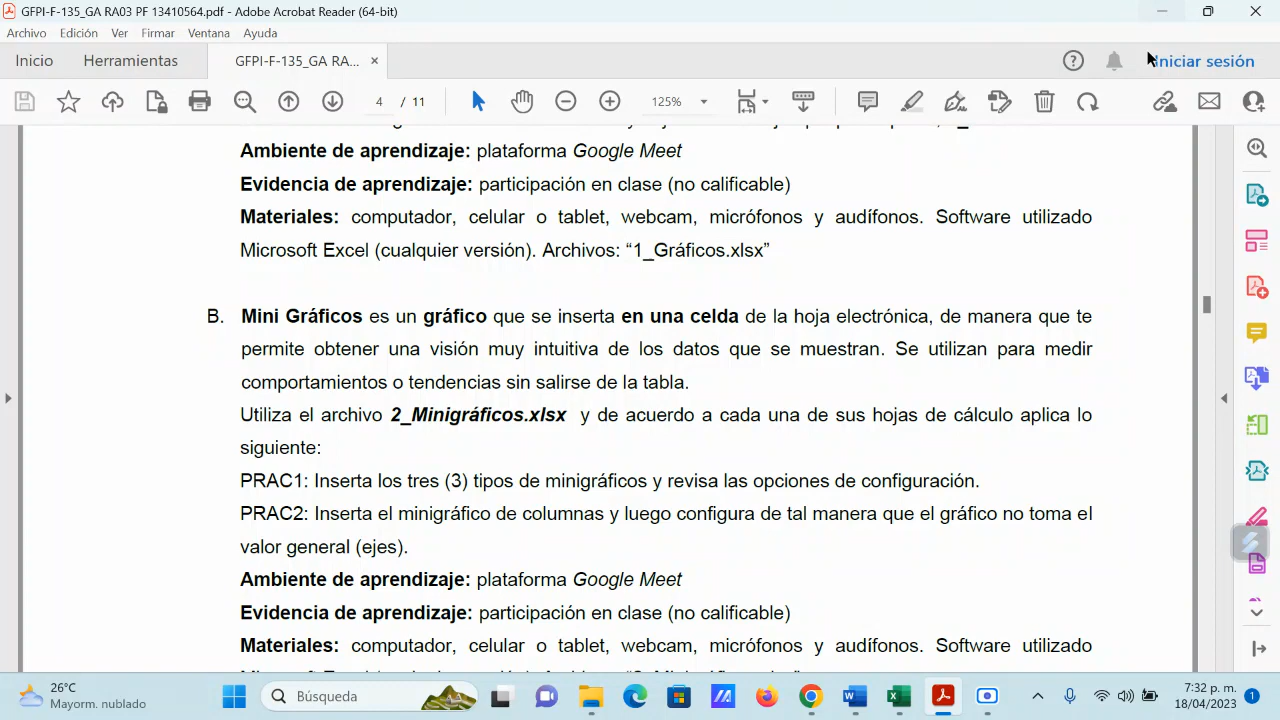 GFPI-F-135_GA RA03 PF 13410564.pdf - Adobe Acrobat Reader (64-bit)
Archivo Edición Ver Firmar Ventana Ayuda
Inicio Herramientas GFPI-F-135_GA RA... Iniciar sesión
4 / 11 125%
Ambiente de aprendizaje: plataforma Google Meet
Evidencia de aprendizaje: participación en clase (no calificable)
Materiales: computador, celular o tablet, webcam, micrófonos y audífonos. Software utilizado
Microsoft Excel (cualquier versión). Archivos: “1_Gráficos.xlsx”
B. Mini Gráficos es un gráfico que se inserta en una celda de la hoja electrónica, de manera que te
permite obtener una visión muy intuitiva de los datos que se muestran. Se utilizan para medir
comportamientos o tendencias sin salirse de la tabla.
Utiliza el archivo 2_Minigráficos.xlsx y de acuerdo a cada una de sus hojas de cálculo aplica lo
siguiente:
PRAC1: Inserta los tres (3) tipos de minigráficos y revisa las opciones de configuración.
PRAC2: Inserta el minigráfico de columnas y luego configura de tal manera que el gráfico no toma el
valor general (ejes).
Ambiente de aprendizaje: plataforma Google Meet
Evidencia de aprendizaje: participación en clase (no calificable)
Materiales: computador, celular o tablet, webcam, micrófonos y audífonos. Software utilizado
26°C
Mayorm. nublado
Búsqueda
7:32 p. m.
18/04/2023
1